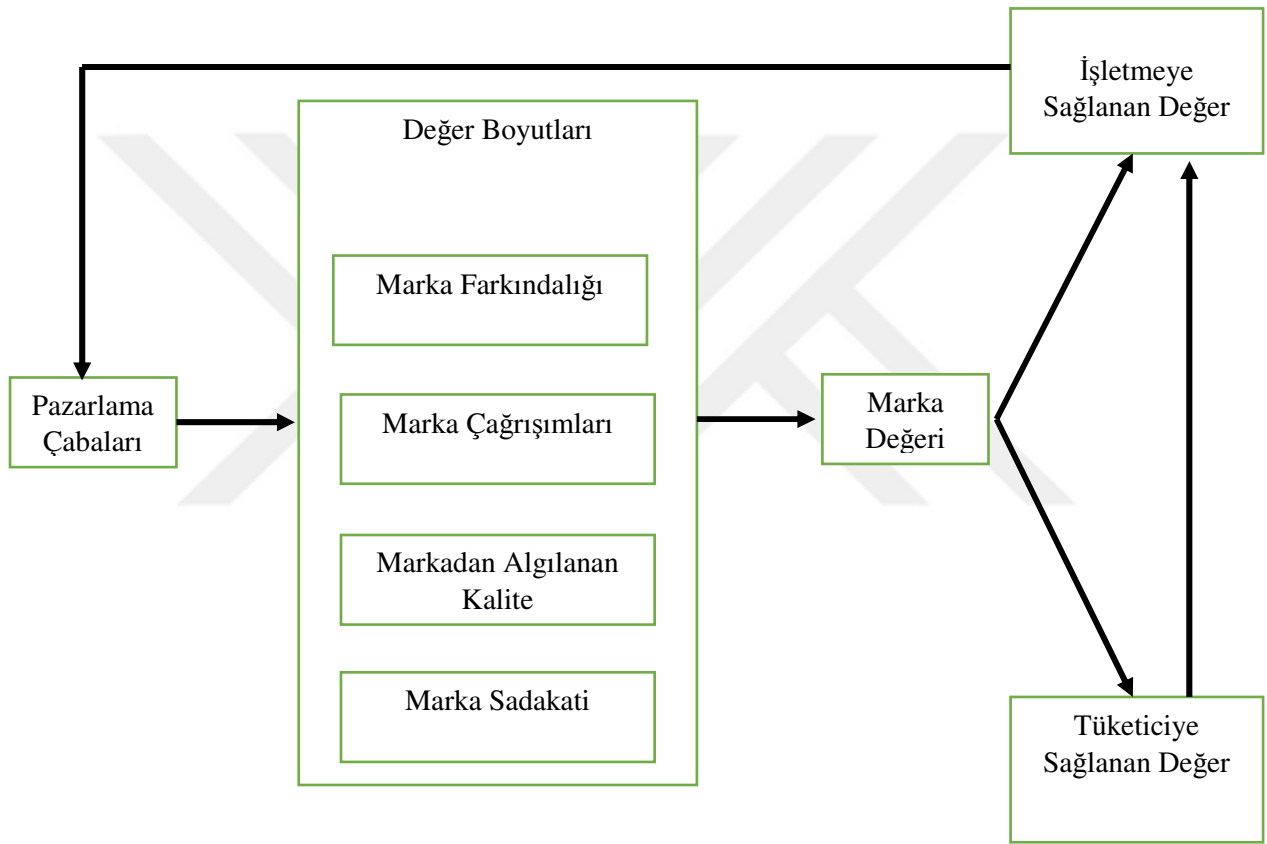 İşletmeye
Sağlanan Değer
Değer Boyutları
Marka Farkındalığı
Pazarlama
Çabaları
Marka Çağrışımları
Marka
Değeri
Markadan Algılanan
Kalite
Marka Sadakati
Tüketiciye
Sağlanan Değer